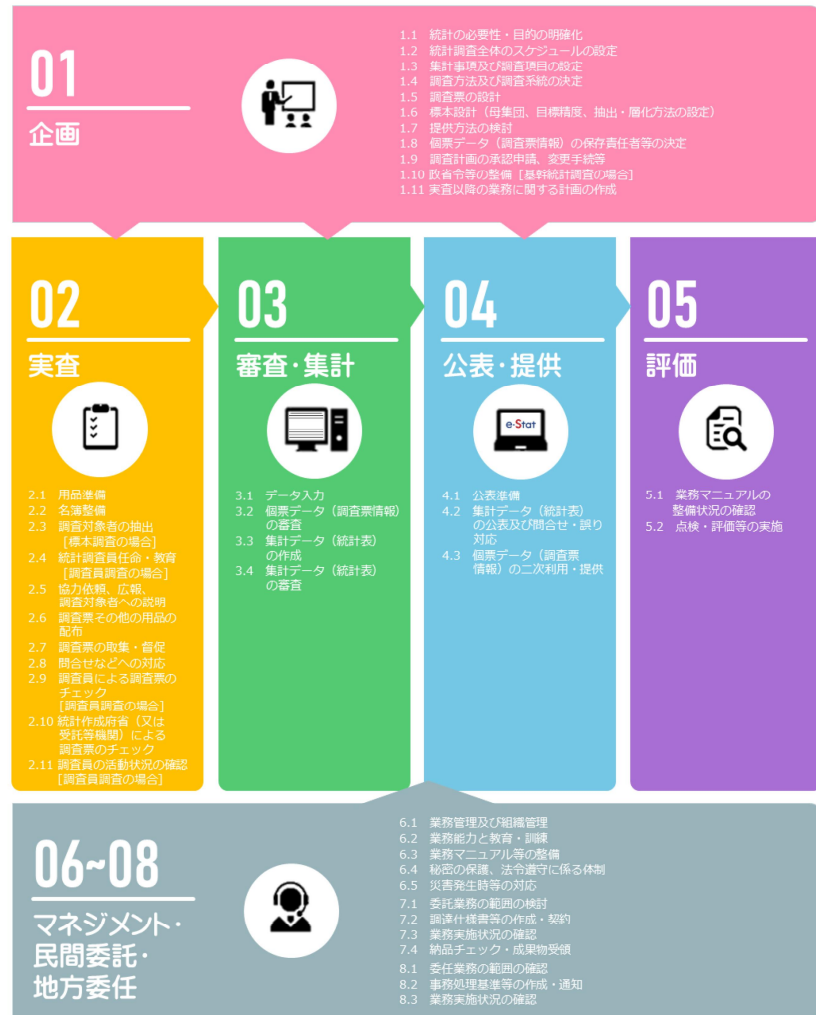 01
企画
1.1 統計の必要性・目的の明確化
1.2 統計調査全体のスケジュールの設定
1.3 集計事項及び調査項目の設定
1.4 調査方法及び調査系統の決定
1.5 調査票の設計
1.6 標本設計（母集団、目標精度、抽出・層化方法の設定）
1.7 提供方法の検討
1.8 個票データ（調査票情報）の保存責任者等の決定
1.9 調査計画の承認申請、変更手続等
1.10 政省令等の整備 [基幹統計調査の場合]
1.11 実査以降の業務に関する計画の作成
02
実査
2.1 用品準備
2.2 名簿整備
2.3 調査対象者の抽出
[標本調査の場合]
2.4 統計調査員任命・教育
[調査員調査の場合]
2.5 協力依頼、広報、
調査対象者への説明
2.6 調査票その他の用品の
配布
2.7 調査票の取集・督促
2.8 問合せなどへの対応
2.9 調査員による調査票の
チェック
[調査員調査の場合]
2.10 統計作成府省（又は
受託等機関）による
調査票のチェック
2.11 調査員の活動状況の確認
[調査員調査の場合]
03
審査・集計
3.1 データ入力
3.2 個票データ（調査票情報）
の審査
3.3 集計データ（統計表）
の作成
3.4 集計データ（統計表）
の審査
04
公表・提供
e-Stat
4.1 公表準備
4.2 集計データ（統計表）
の公表及び問合せ・誤り
対応
4.3 個票データ（調査票
情報）の二次利用・提供
05
評価
5.1 業務マニュアルの
整備状況の確認
5.2 点検・評価等の実施
06~08
マネジメント・
民間委託・
地方委任
6.1 業務管理及び組織管理
6.2 業務能力と教育・訓練
6.3 業務マニュアル等の整備
6.4 秘密の保護、法令遵守に係る体制
6.5 災害発生時等の対応
7.1 委託業務の範囲の検討
7.2 調達仕様書等の作成・契約
7.3 業務実施状況の確認
7.4 納品チェック・成果物受領
8.1 委任業務の範囲の確認
8.2 事務処理基準等の作成・通知
8.3 業務実施状況の確認